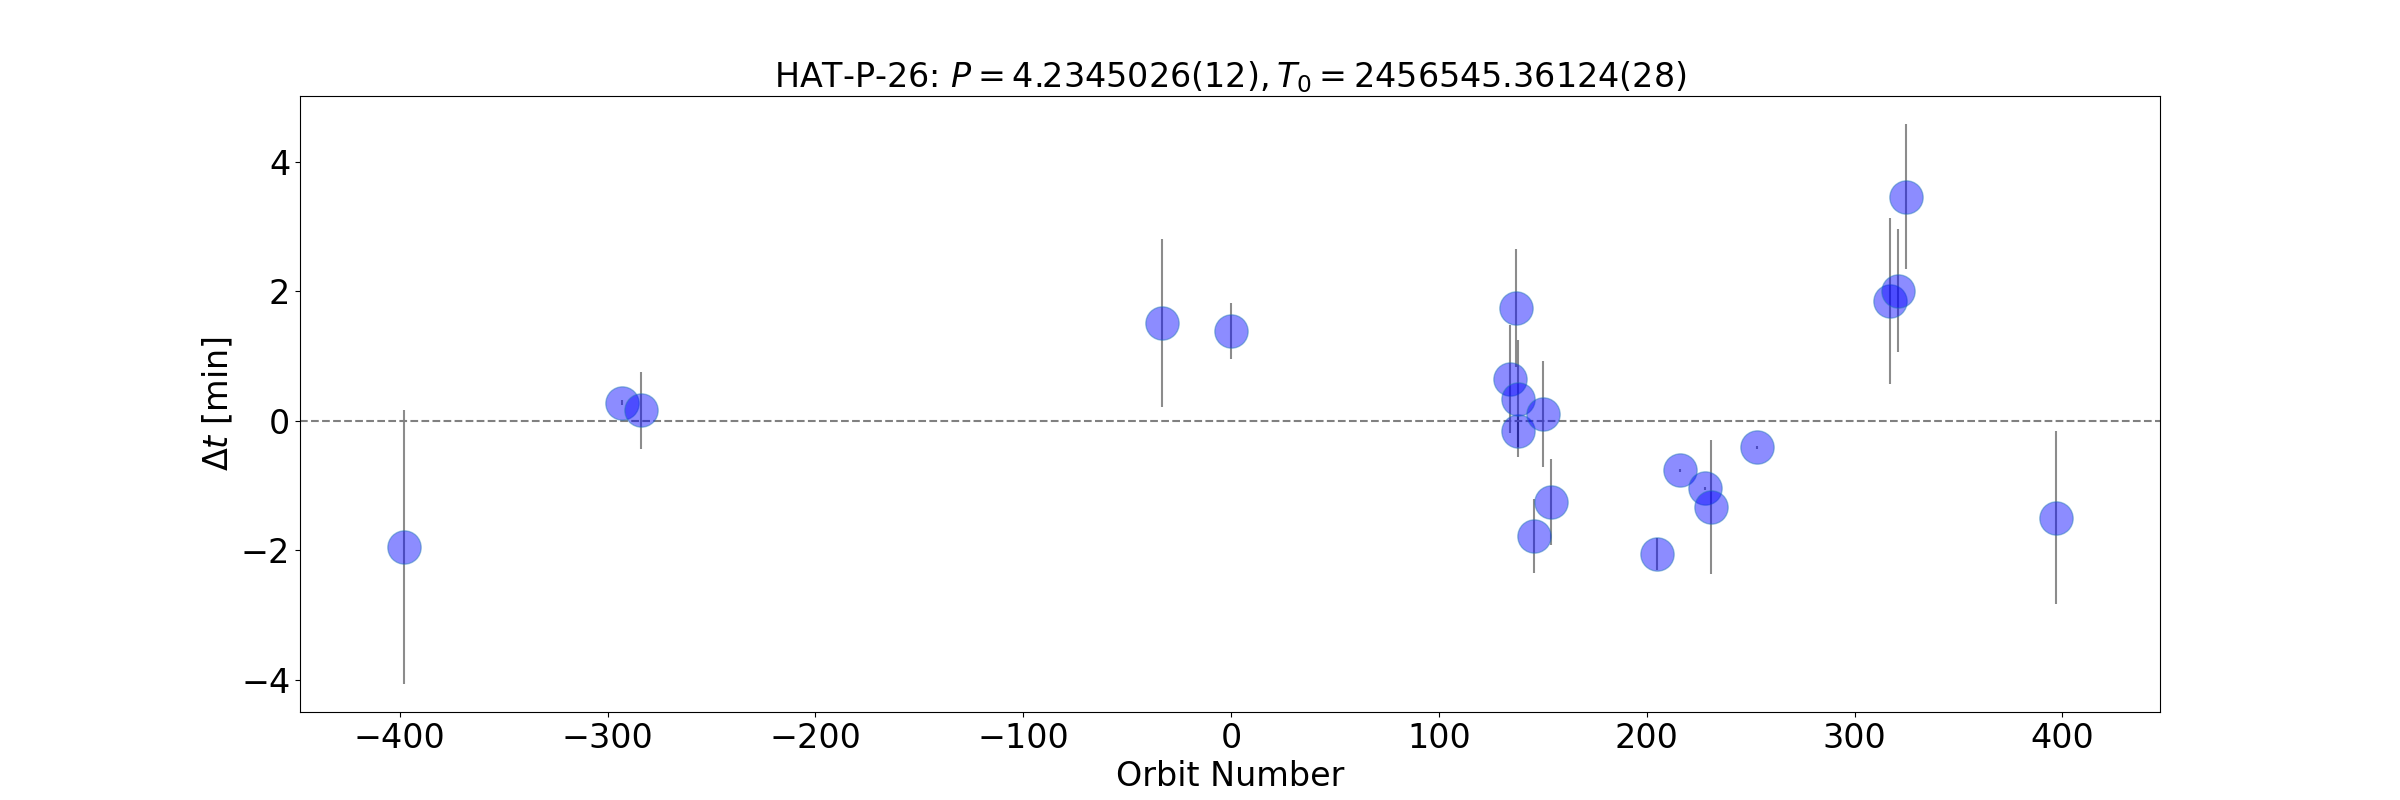 HAT-P-26: P = 4.2345026(12), T₀ = 2456545.36124(28)
4
2
0
−2
−4
Δt [min]
−400 −300 −200 −100 0 100 200 300 400
Orbit Number